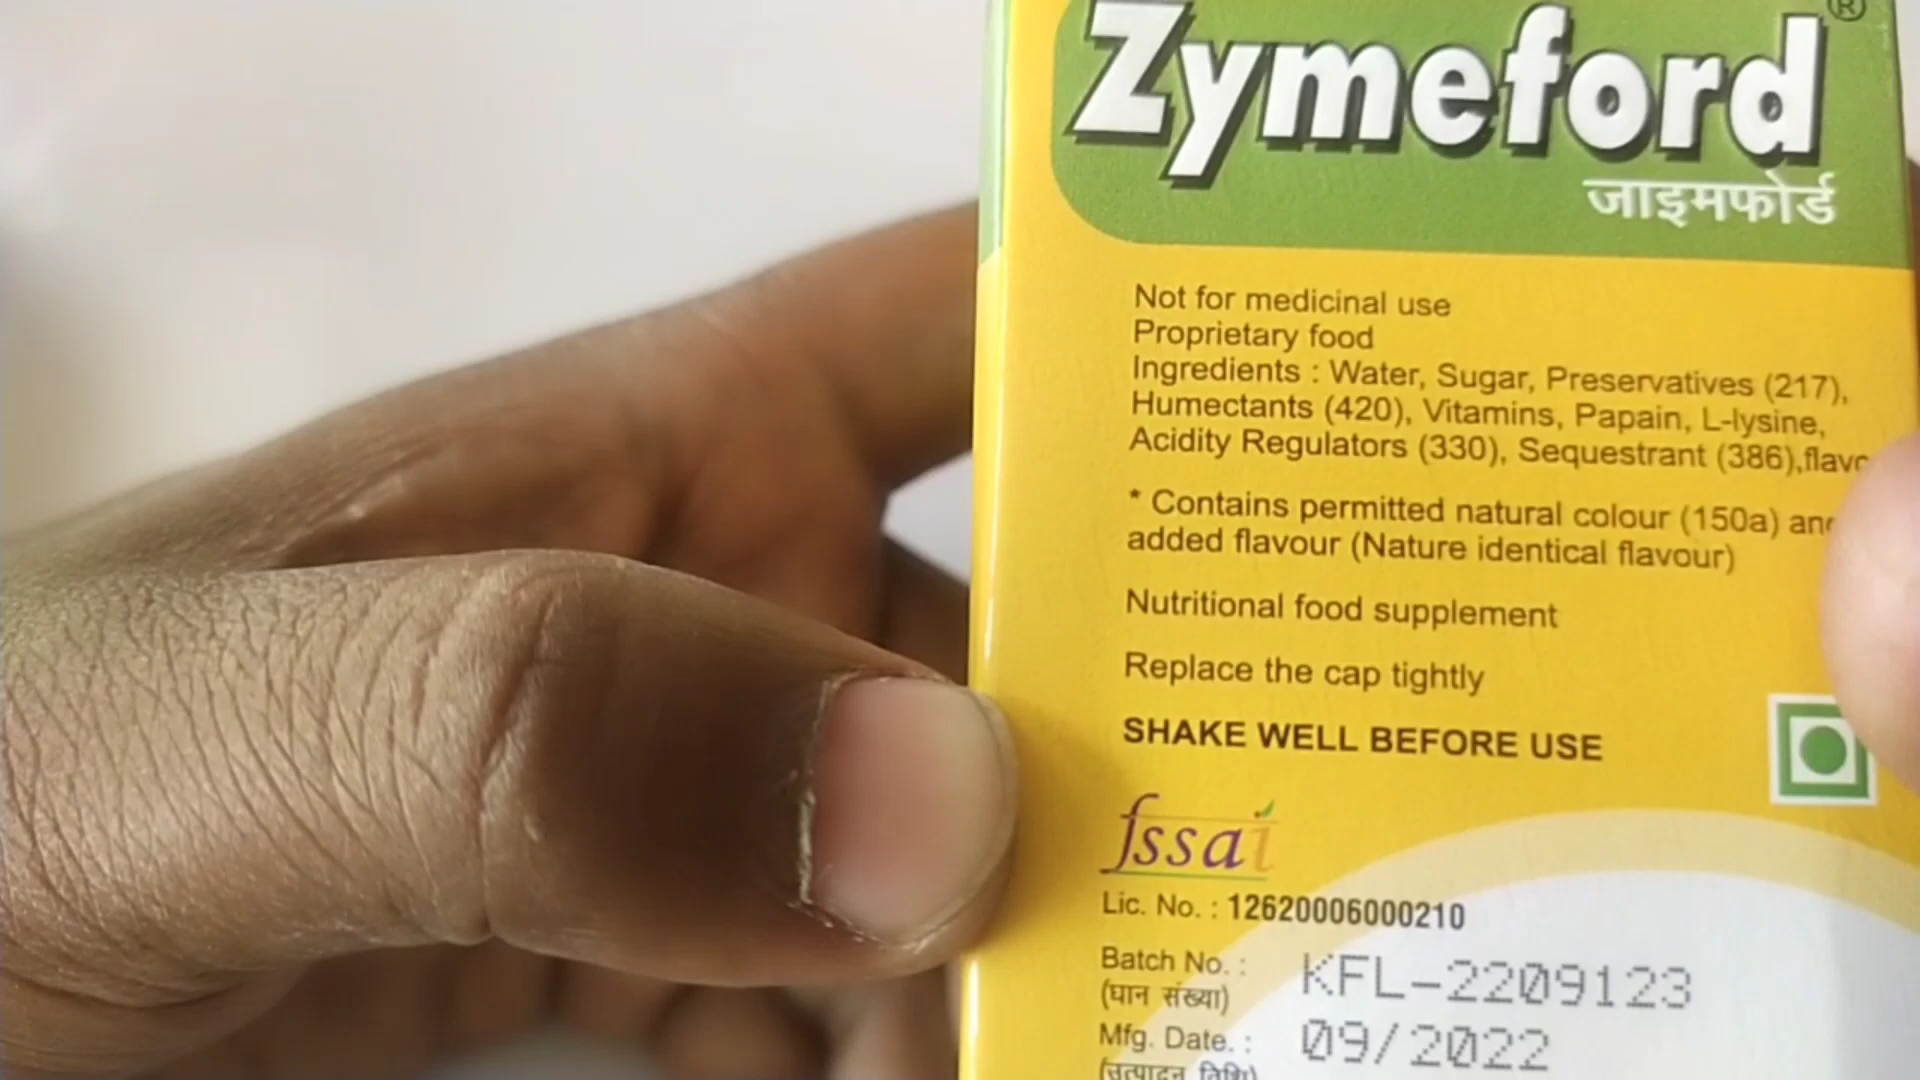 Zymeford®
जाइमफोर्ड
Not for medicinal use
Proprietary food
Ingredients : Water, Sugar, Preservatives (217),
Humectants (420), Vitamins, Papain, L-lysine,
Acidity Regulators (330), Sequestrant (386),
* Contains permitted natural colour (150a)
added flavour (Nature identical flavour)
Nutritional food supplement
Replace the cap tightly
SHAKE WELL BEFORE USE
fssai
Lic. No. : 12620006000210
Batch No. : KFL-2209123
(घान संख्या)
Mfg. Date. : 09/2022